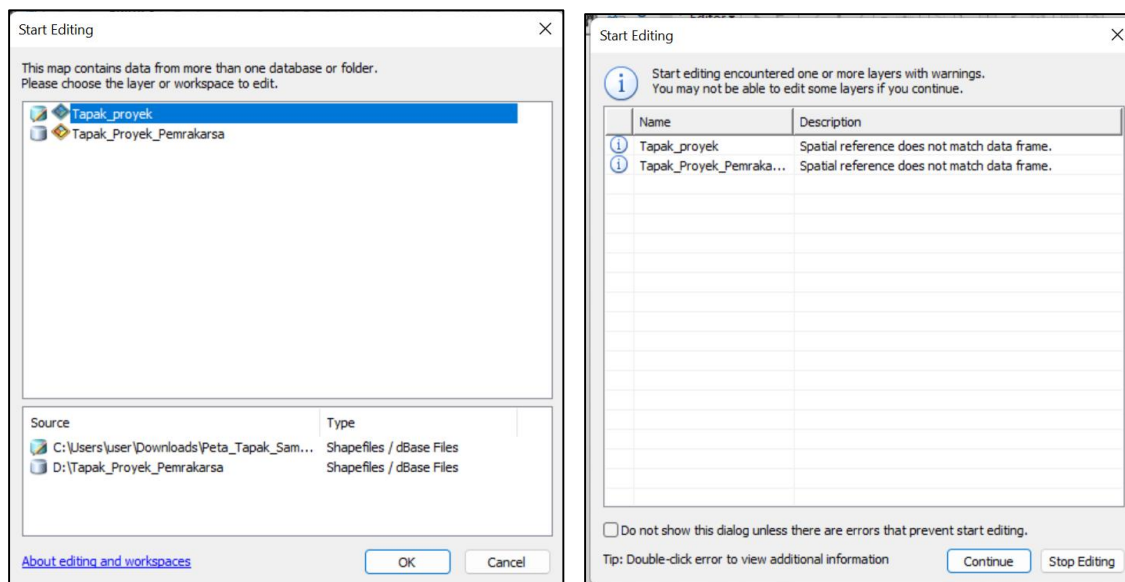 Start Editing
This map contains data from more than one database or folder.
Please choose the layer or workspace to edit.
Tapak_proyek
Tapak_Proyek_Pemrakarsa
Source Type
C:\Users\user\Downloads\Peta_Tapak_Sam... Shapefiles / dBase Files
D:\Tapak_Proyek_Pemrakarsa Shapefiles / dBase Files
About editing and workspaces
OK Cancel
Start Editing
Start editing encountered one or more layers with warnings.
You may not be able to edit some layers if you continue.
Name Description
Tapak_proyek Spatial reference does not match data frame.
Tapak_Proyek_Pemraka... Spatial reference does not match data frame.
Do not show this dialog unless there are errors that prevent start editing.
Tip: Double-click error to view additional information
Continue Stop Editing